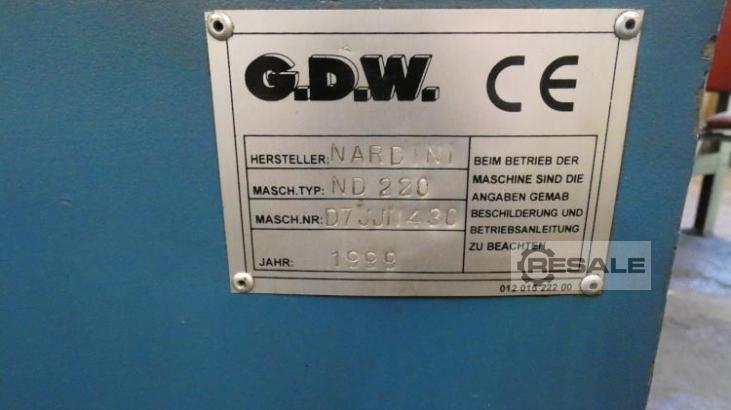 G.D.W. CE
HERSTELLER: NARDINI
MASCH.TYP: ND 220
MASCH.NR:
JAHR: 1999
BEIM BETRIEB DER
MASCHINE SIND DIE
ANGABEN GEMAB
BESCHILDERUNG UND
BETRIEBSANLEITUNG
ZU BEACHTEN
RESALE
012 015 222 00